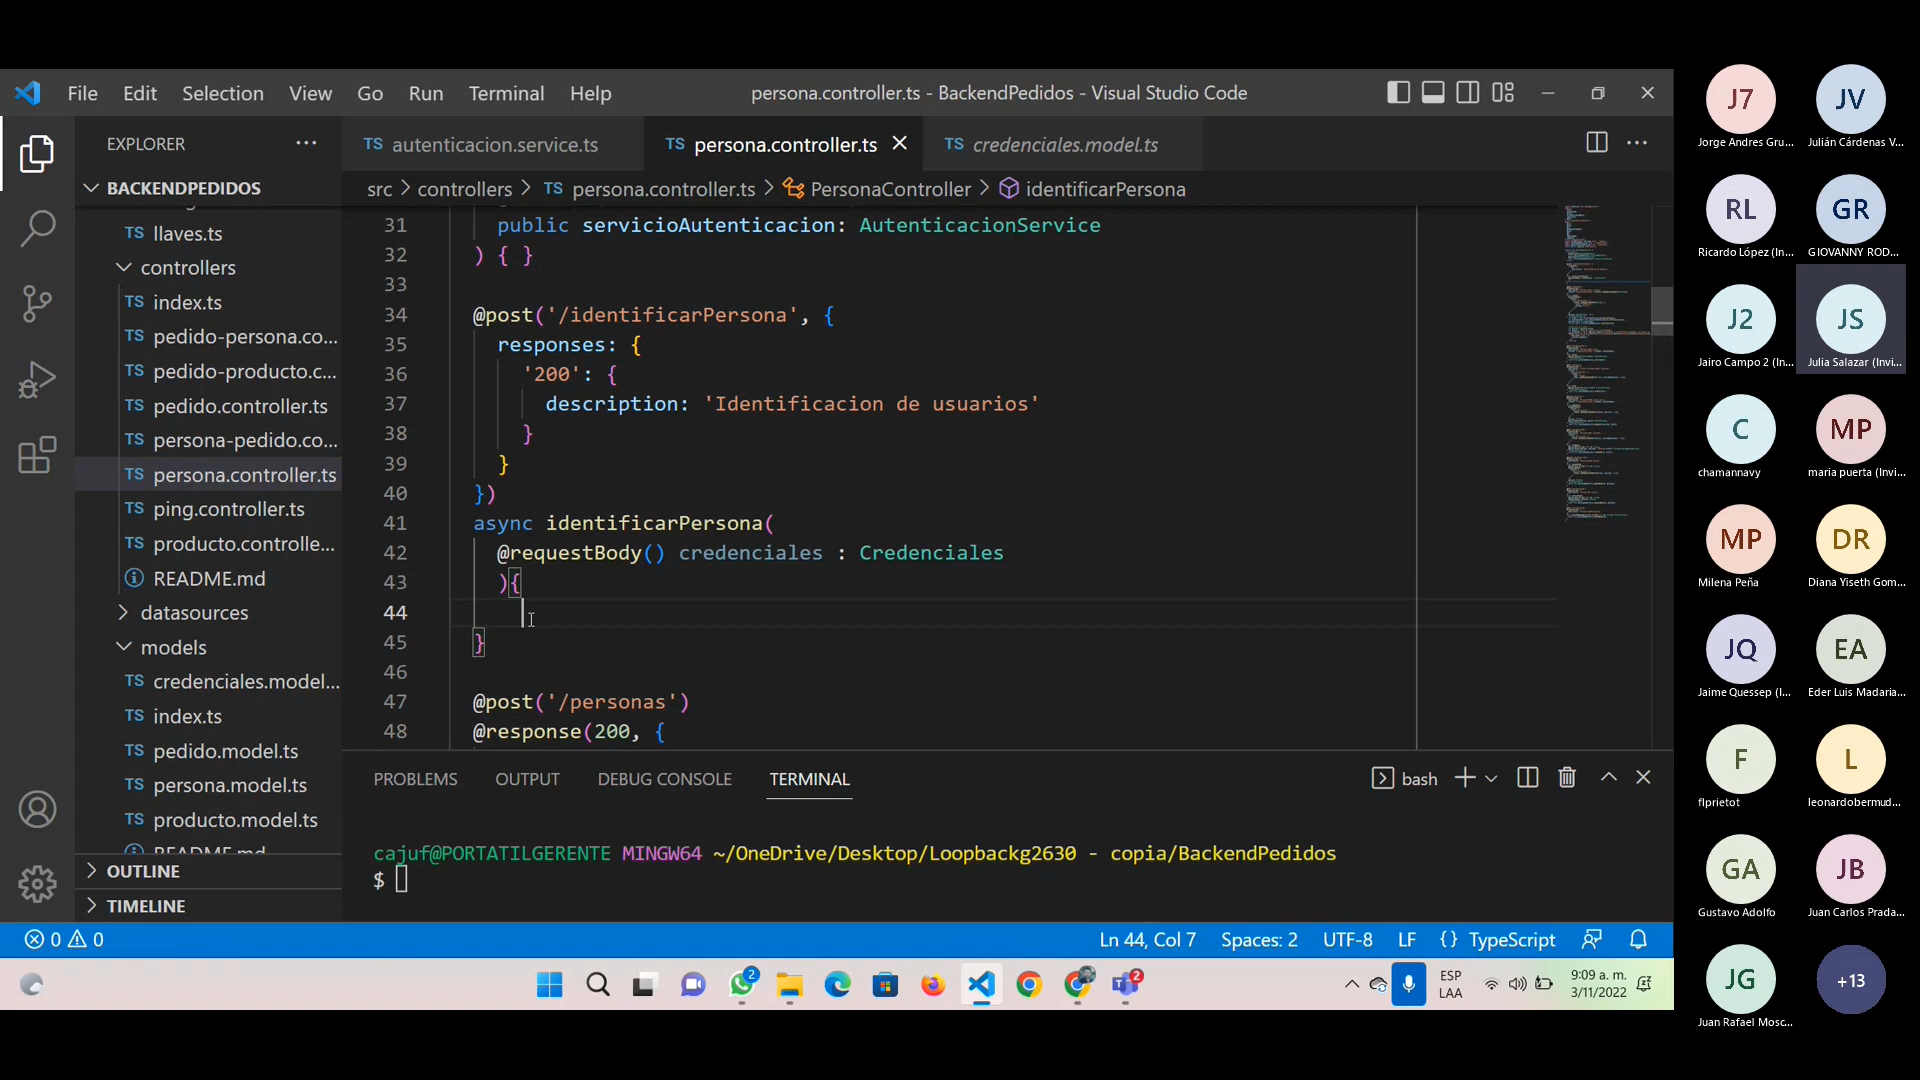 File Edit Selection View Go Run Terminal Help
persona.controller.ts - BackendPedidos - Visual Studio Code
EXPLORER
BACKENDPEDIDOS
TS llaves.ts
controllers
TS index.ts
TS pedido-persona.co...
TS pedido-producto.c...
TS pedido.controller.ts
TS persona-pedido.co...
TS persona.controller.ts
TS ping.controller.ts
TS producto.controlle...
README.md
datasources
models
TS credenciales.model...
TS index.ts
TS pedido.model.ts
TS persona.model.ts
TS producto.model.ts
README.md
OUTLINE
TIMELINE
TS autenticacion.service.ts
TS persona.controller.ts
TS credenciales.model.ts
src > controllers > TS persona.controller.ts > PersonaController > identificarPersona
31 public servicioAutenticacion: AutenticacionService
32 ) { }
33
34 @post('/identificarPersona', {
35 responses: {
36 '200': {
37 description: 'Identificacion de usuarios'
38 }
39 }
40 })
41 async identificarPersona(
42 @requestBody() credenciales : Credenciales
43 ){
44
45 }
46
47 @post('/personas')
48 @response(200, {
PROBLEMS OUTPUT DEBUG CONSOLE TERMINAL
bash
cajuf@PORTATILGERENTE MINGW64 ~/OneDrive/Desktop/Loopbackg2630 - copia/BackendPedidos
$
0 0
Ln 44, Col 7 Spaces: 2 UTF-8 LF {} TypeScript
2
2
ESP
LAA
9:09 a. m.
3/11/2022
J7 JV
Jorge Andres Gru... Julián Cárdenas V...
RL GR
Ricardo López (In... GIOVANNY ROD...
J2 JS
Jairo Campo 2 (In... Julia Salazar (Invi...
C MP
chamannavy maria puerta (Invi...
MP DR
Milena Peña Diana Yiseth Gom...
JQ EA
Jaime Quessep (I... Eder Luis Madaria...
F L
flprietot leonardobermud...
GA JB
Gustavo Adolfo Juan Carlos Prada...
JG +13
Juan Rafael Mosc...